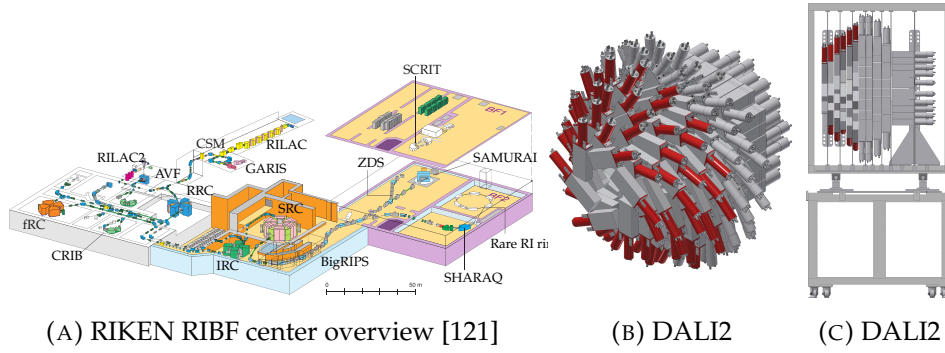 SCRIT
BF1
CSM
RILAC
RILAC2
GARIS
ZDS
SAMURAI
AVF
RRC
SRC
fRC
Rare RI ri
CRIB
IRC
BigRIPS
SHARAQ
0 50 m
(A) RIKEN RIBF center overview [121]
(B) DALI2
(C) DALI2